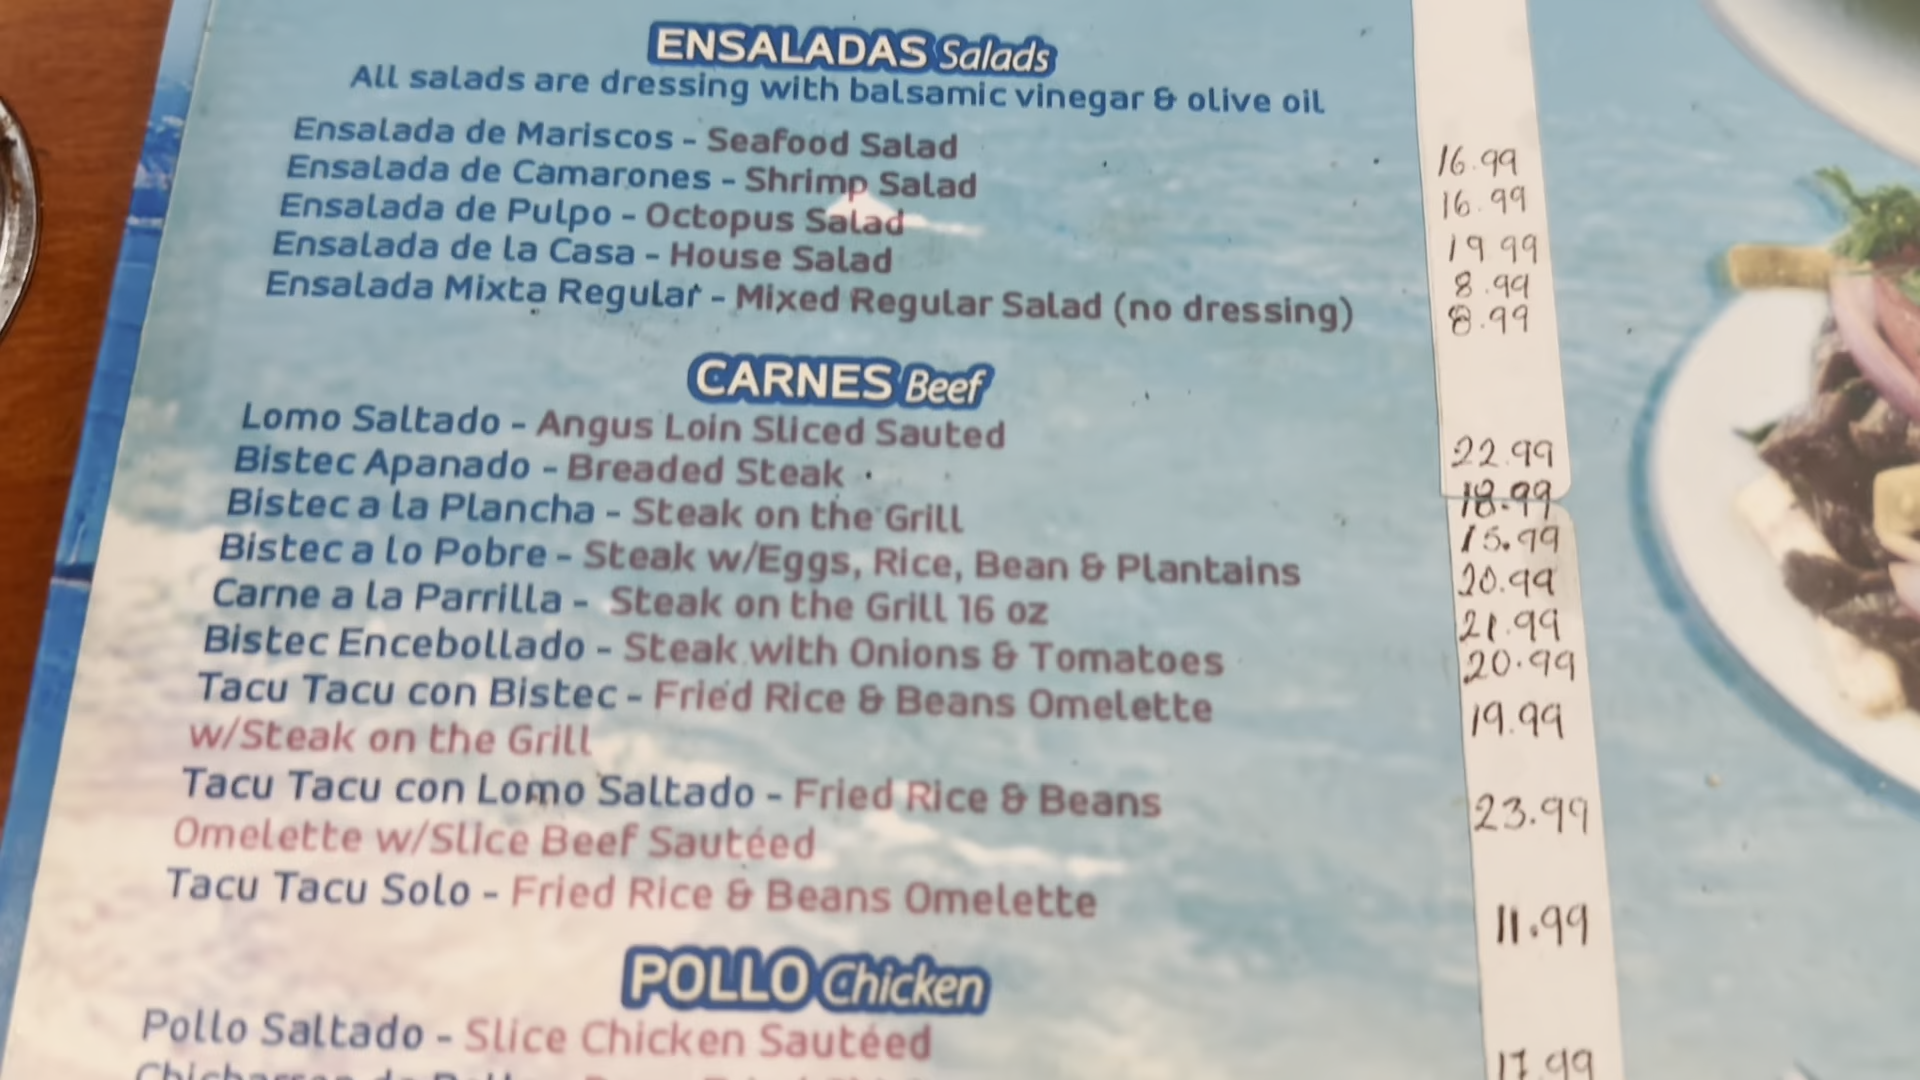 ENSALADAS Salads
All salads are dressing with balsamic vinegar & olive oil
Ensalada de Mariscos - Seafood Salad 16.99
Ensalada de Camarones - Shrimp Salad 16.99
Ensalada de Pulpo - Octopus Salad 19 99
Ensalada de la Casa - House Salad 8.99
Ensalada Mixta Regular - Mixed Regular Salad (no dressing) 8.99
CARNES Beef
Lomo Saltado - Angus Loin Sliced Sauted 22.99
Bistec Apanado - Breaded Steak 18.99
Bistec a la Plancha - Steak on the Grill 15.99
Bistec a lo Pobre - Steak w/Eggs, Rice, Bean & Plantains 20.99
Carne a la Parrilla - Steak on the Grill 16 oz 21.99
Bistec Encebollado - Steak with Onions & Tomatoes 20.99
Tacu Tacu con Bistec - Fried Rice & Beans Omelette 19.99
w/Steak on the Grill
Tacu Tacu con Lomo Saltado - Fried Rice & Beans 23.99
Omelette w/Slice Beef Sautéed
Tacu Tacu Solo - Fried Rice & Beans Omelette 11.99
POLLO Chicken
Pollo Saltado - Slice Chicken Sautéed 17.99